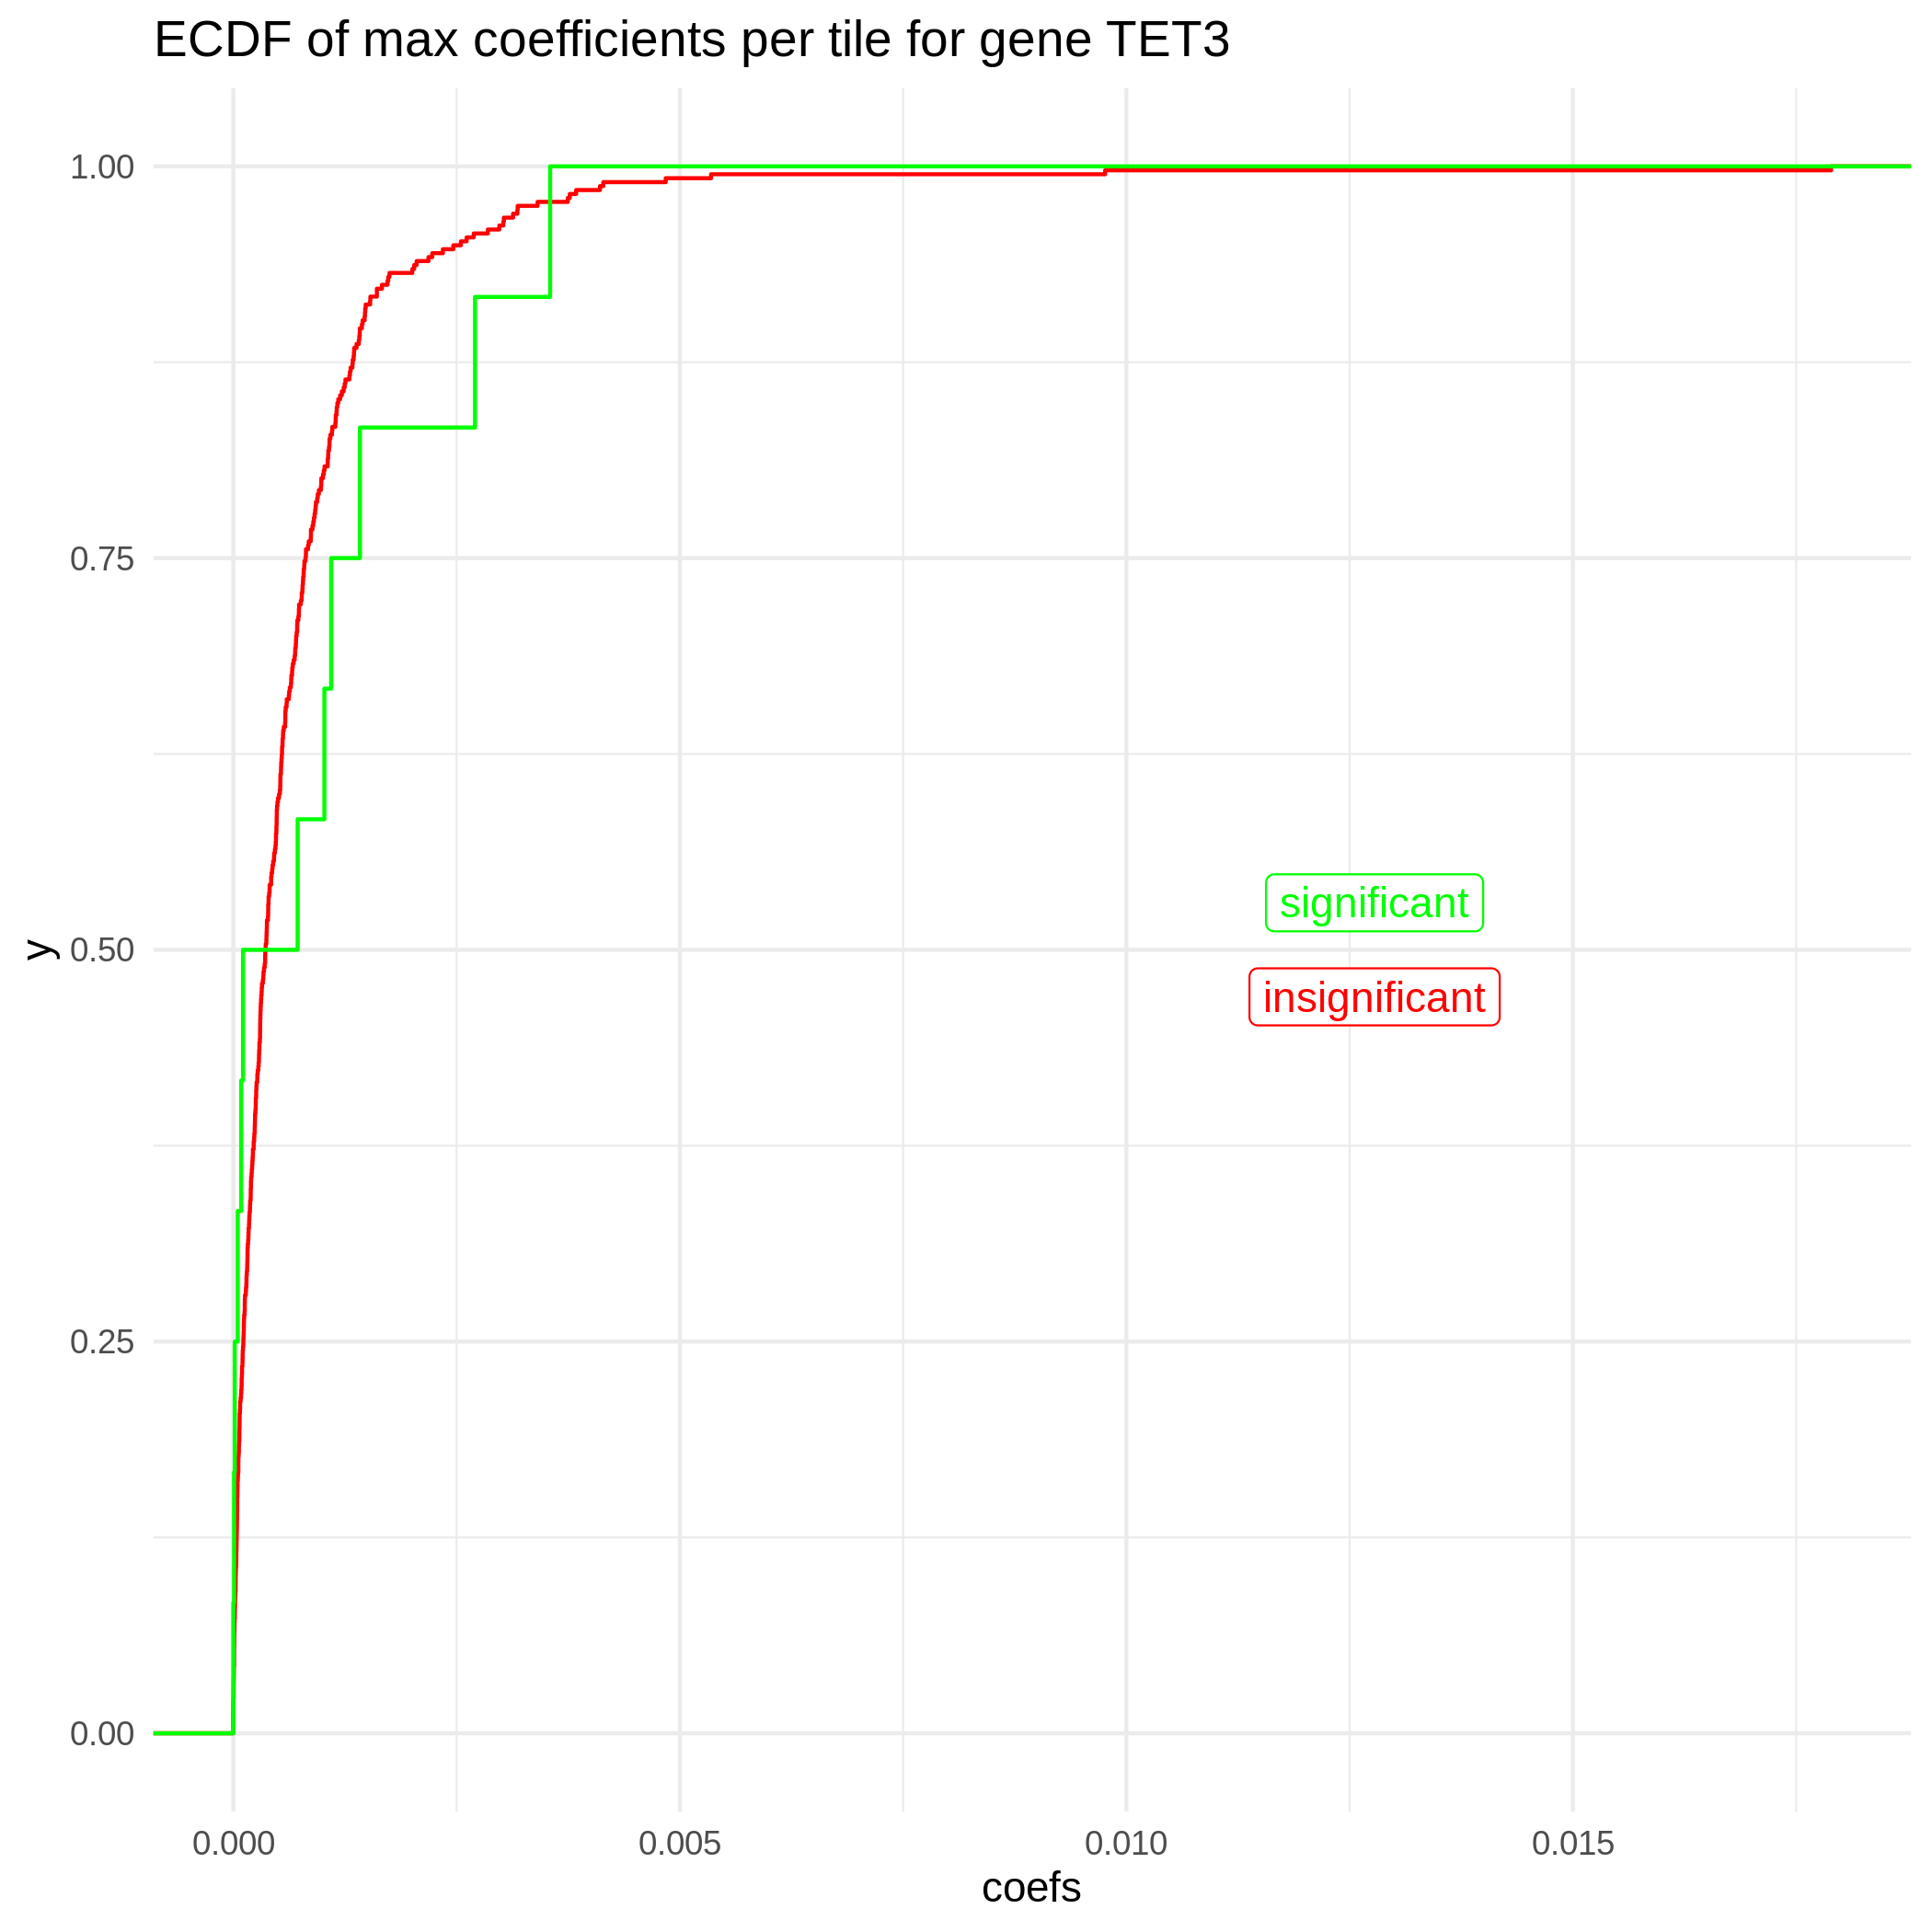 ECDF of max coefficients per tile for gene TET3
1.00
0.75
0.50
0.25
0.00
y
significant
insignificant
0.000 0.005 0.010 0.015
coefs